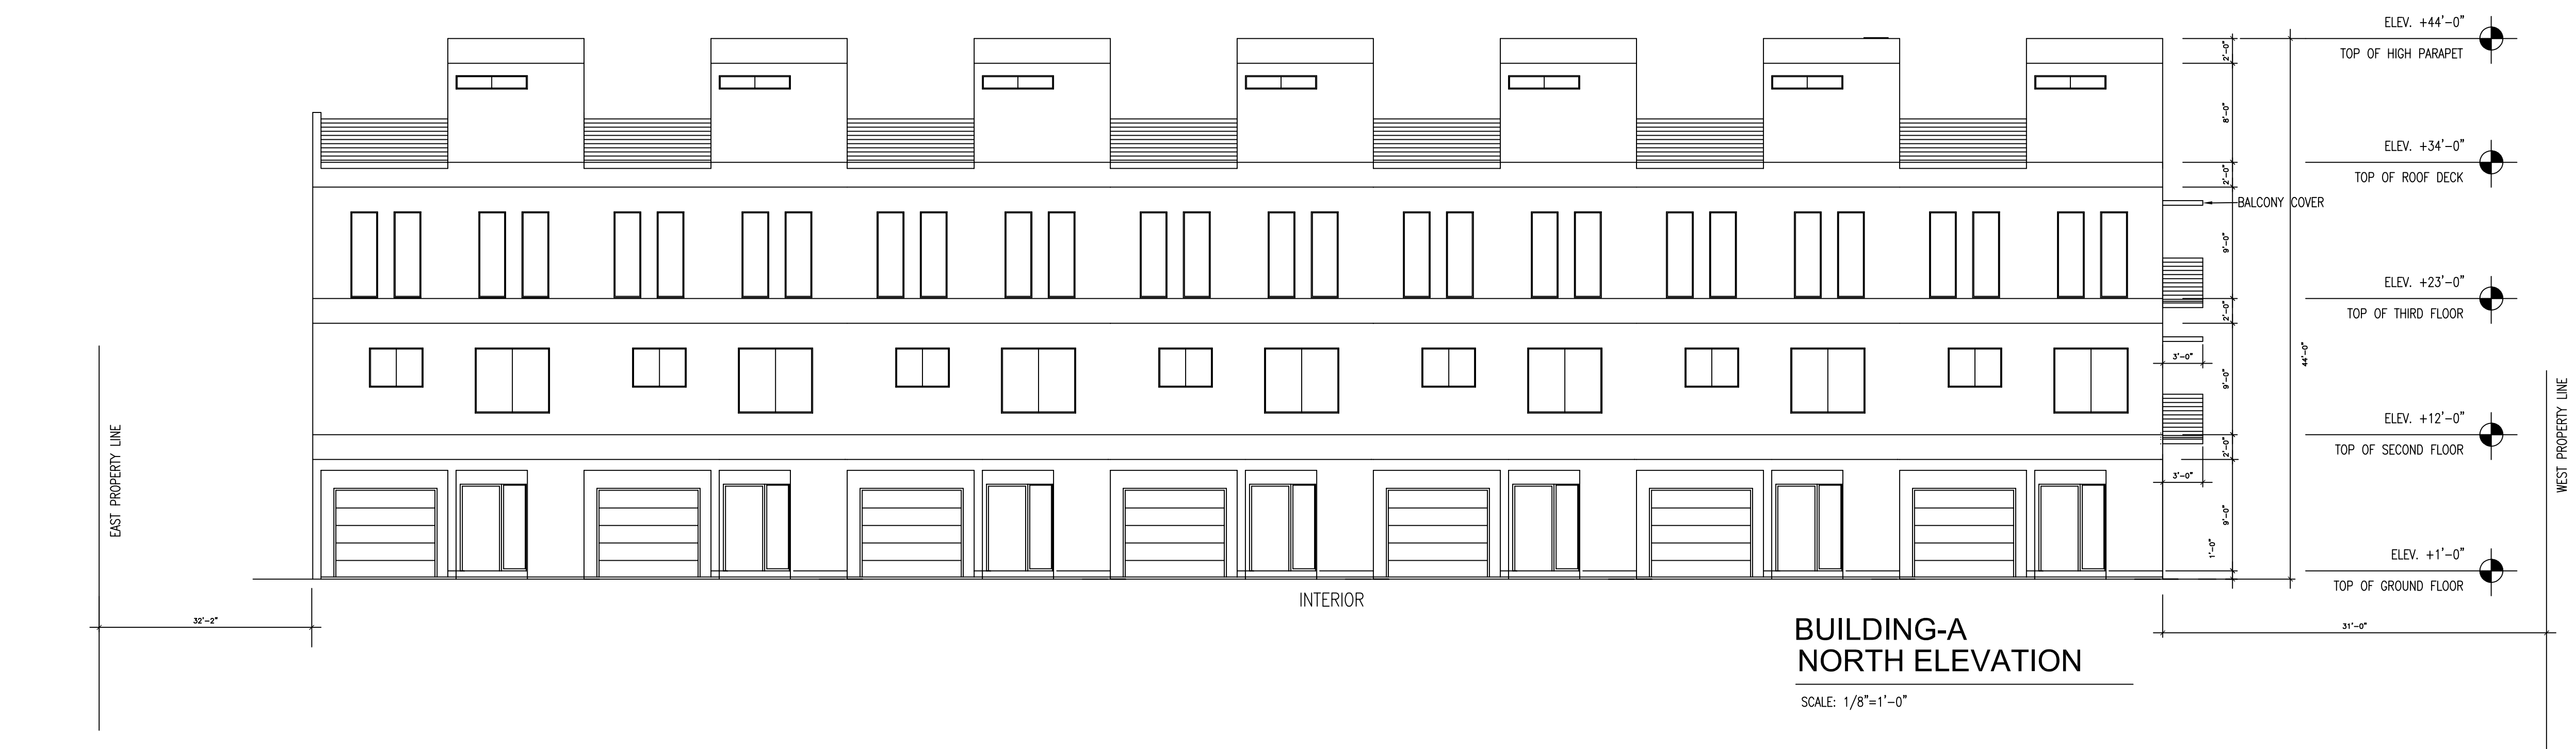 ELEV. +44'-0"
TOP OF HIGH PARAPET
2'-0"
8'-0"
ELEV. +34'-0"
TOP OF ROOF DECK
2'-0"
BALCONY COVER
9'-0"
ELEV. +23'-0"
TOP OF THIRD FLOOR
2'-0"
3'-0"
44'-0"
9'-0"
ELEV. +12'-0"
TOP OF SECOND FLOOR
2'-0"
3'-0"
9'-0"
1'-0"
ELEV. +1'-0"
TOP OF GROUND FLOOR
EAST PROPERTY LINE
WEST PROPERTY LINE
INTERIOR
32'-2"
31'-0"
BUILDING-A
NORTH ELEVATION
SCALE: 1/8"=1'-0"